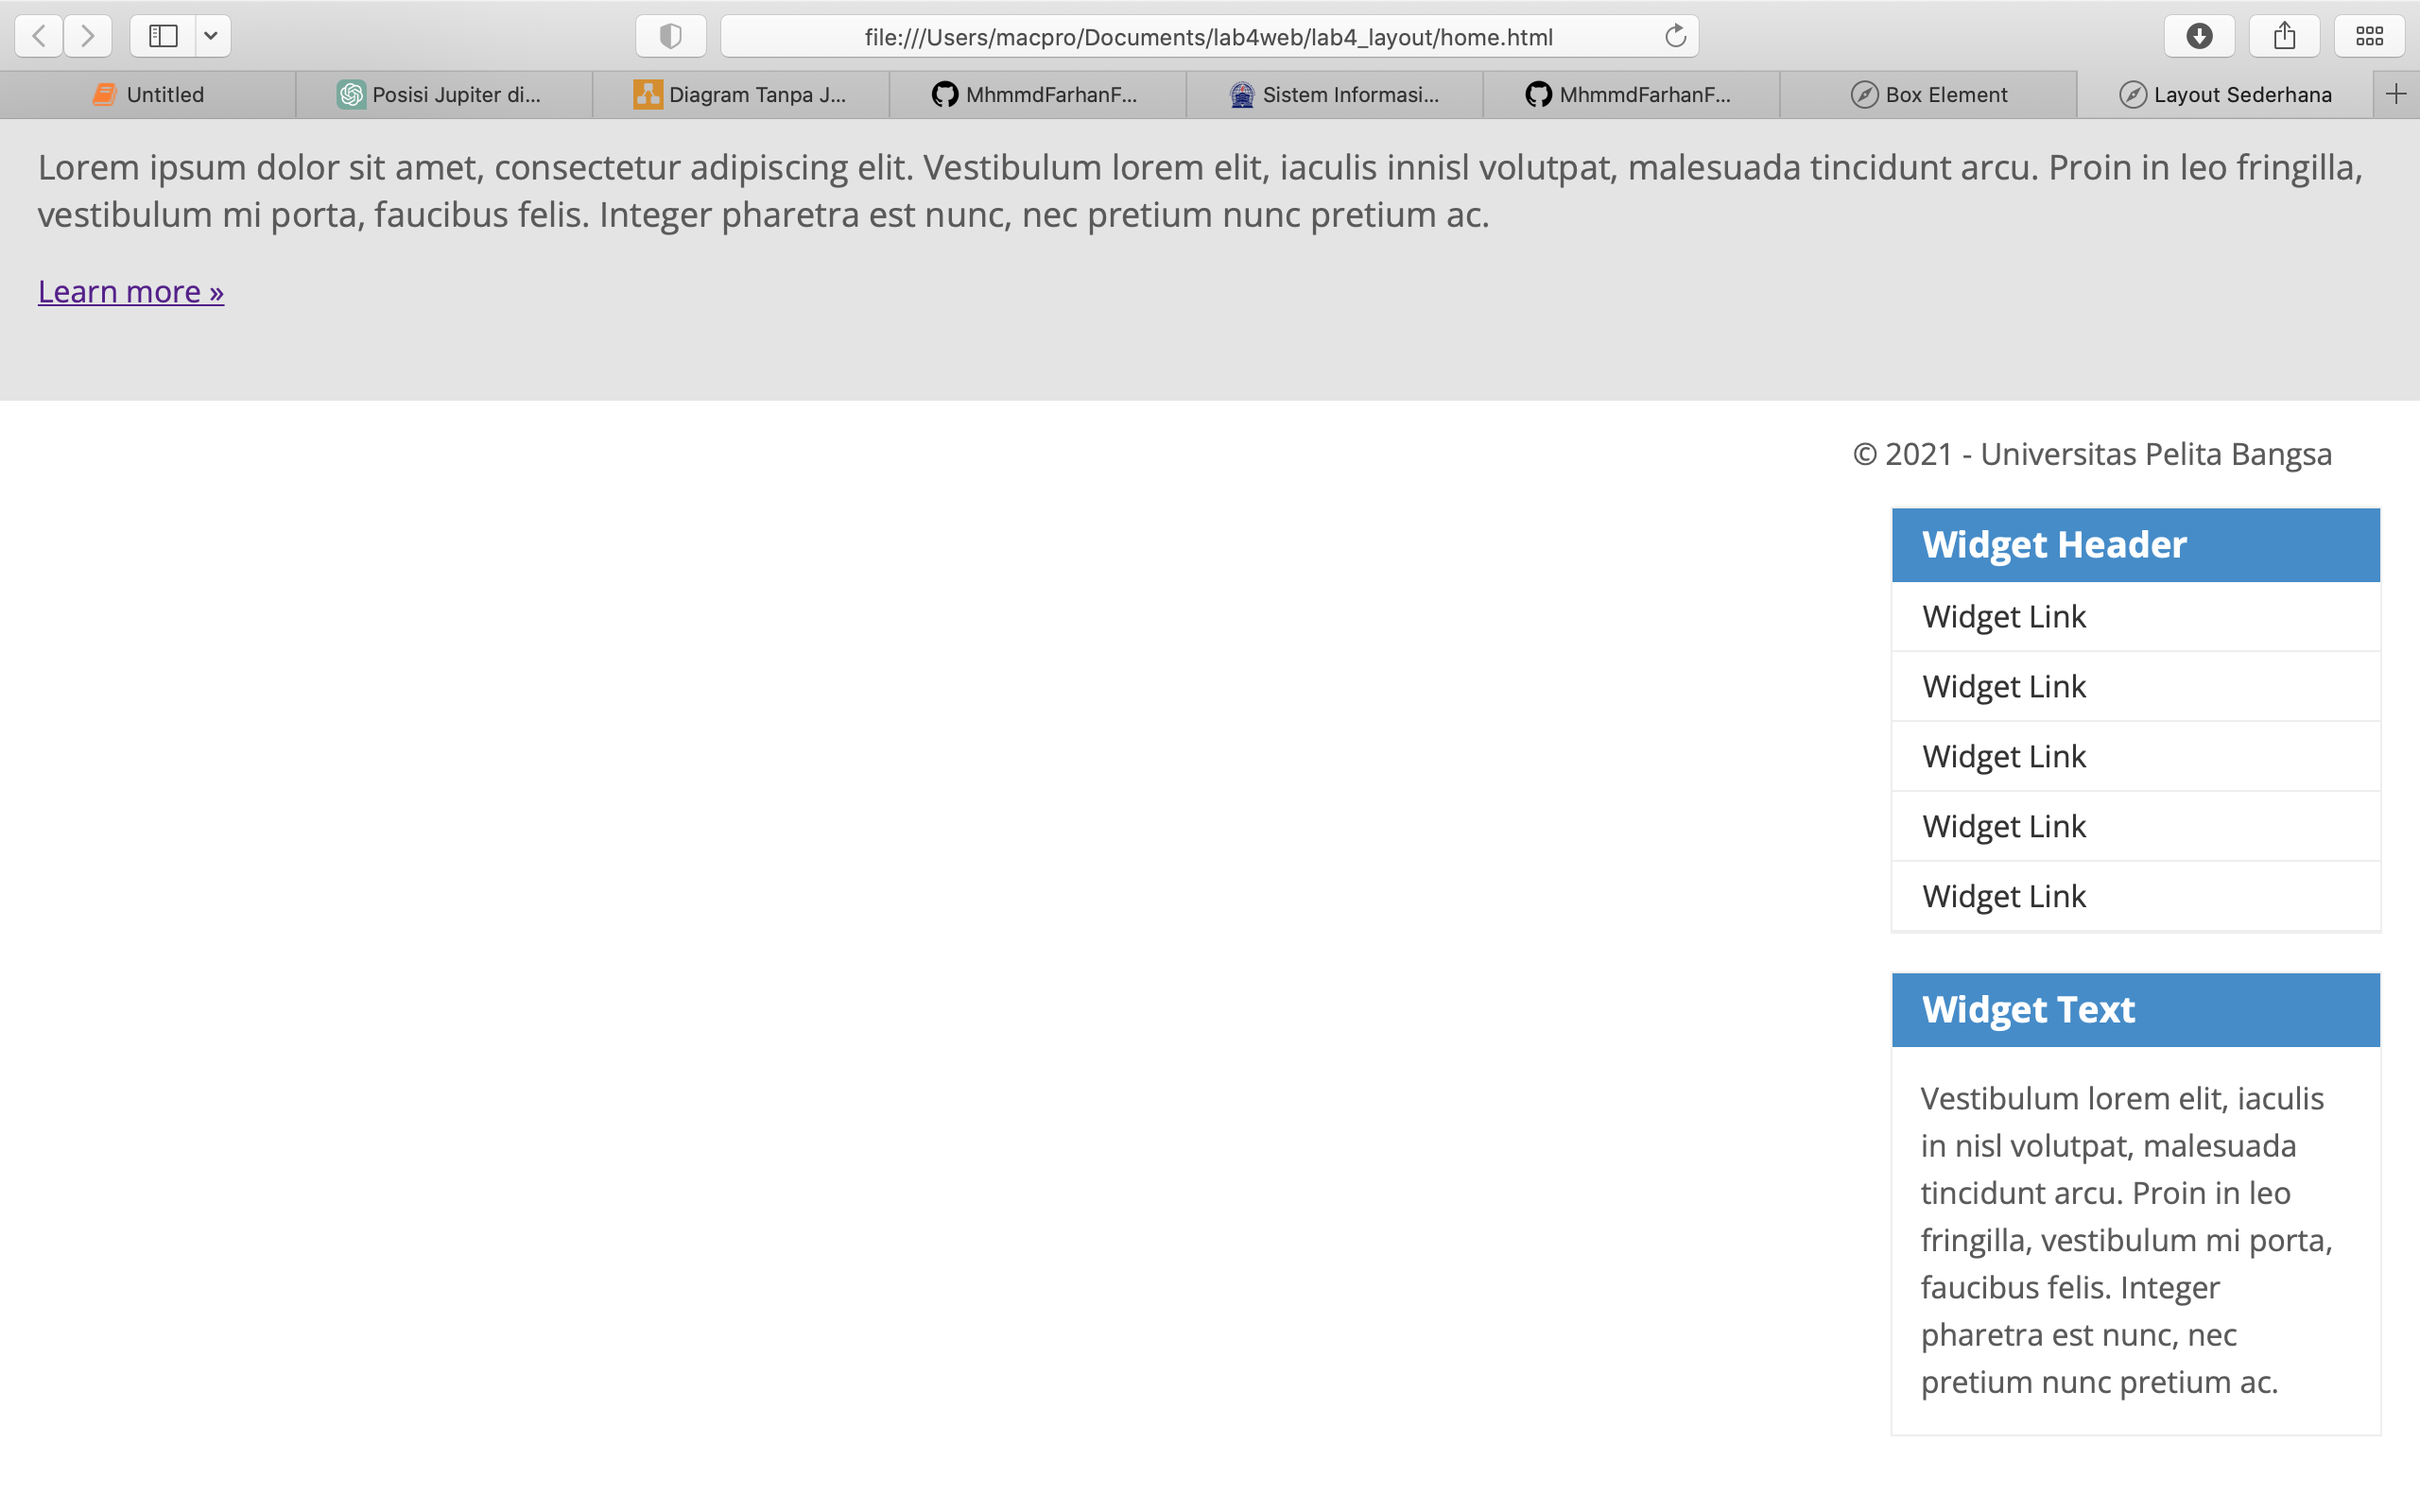 file:///Users/macpro/Documents/lab4web/lab4_layout/home.html
Untitled
Posisi Jupiter di...
Diagram Tanpa J...
MhmmdFarhanF...
Sistem Informasi...
MhmmdFarhanF...
Box Element
Layout Sederhana
Lorem ipsum dolor sit amet, consectetur adipiscing elit. Vestibulum lorem elit, iaculis innisl volutpat, malesuada tincidunt arcu. Proin in leo fringilla,
vestibulum mi porta, faucibus felis. Integer pharetra est nunc, nec pretium nunc pretium ac.
Learn more »
© 2021 - Universitas Pelita Bangsa
Widget Header
Widget Link
Widget Link
Widget Link
Widget Link
Widget Link
Widget Text
Vestibulum lorem elit, iaculis
in nisl volutpat, malesuada
tincidunt arcu. Proin in leo
fringilla, vestibulum mi porta,
faucibus felis. Integer
pharetra est nunc, nec
pretium nunc pretium ac.